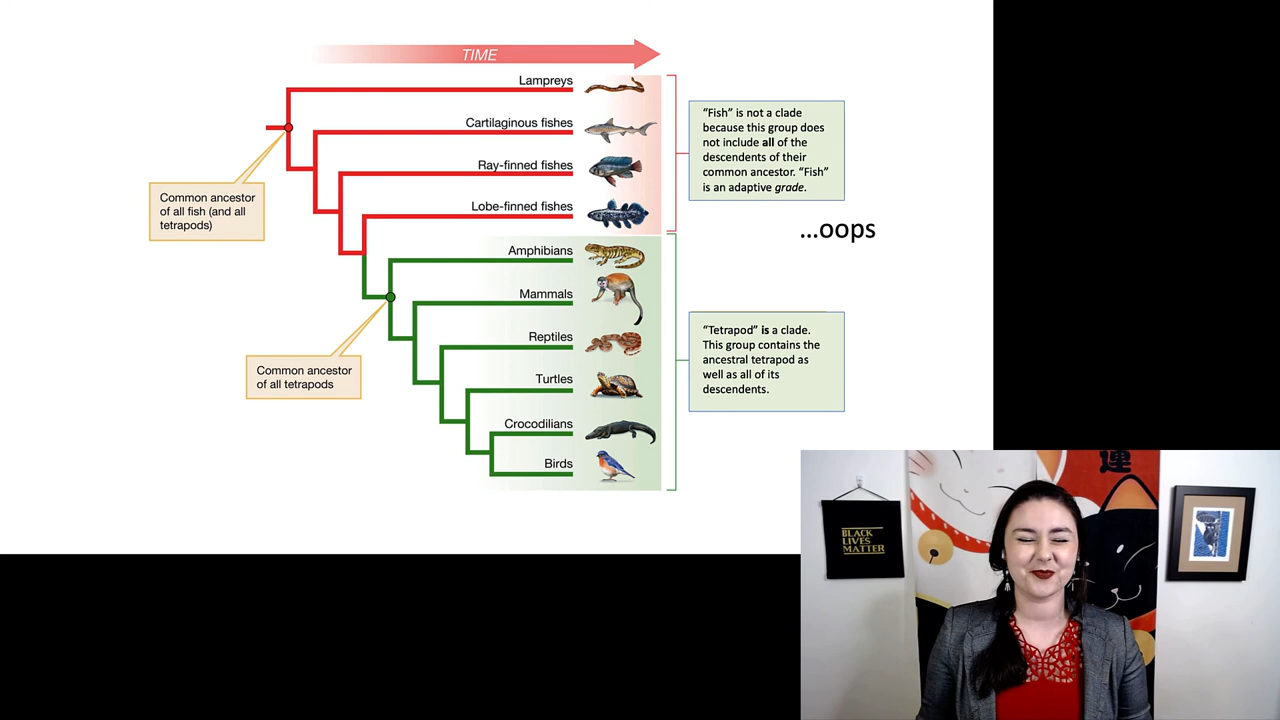 TIME
Lampreys
Cartilaginous fishes
Ray-finned fishes
Lobe-finned fishes
Amphibians
Mammals
Reptiles
Turtles
Crocodilians
Birds
Common ancestor
of all fish (and all
tetrapods)
Common ancestor
of all tetrapods
“Fish” is not a clade
because this group does
not include all of the
descendents of their
common ancestor. “Fish”
is an adaptive grade.
...oops
“Tetrapod” is a clade.
This group contains the
ancestral tetrapod as
well as all of its
descendents.
BLACK
LIVES
MATTER
運